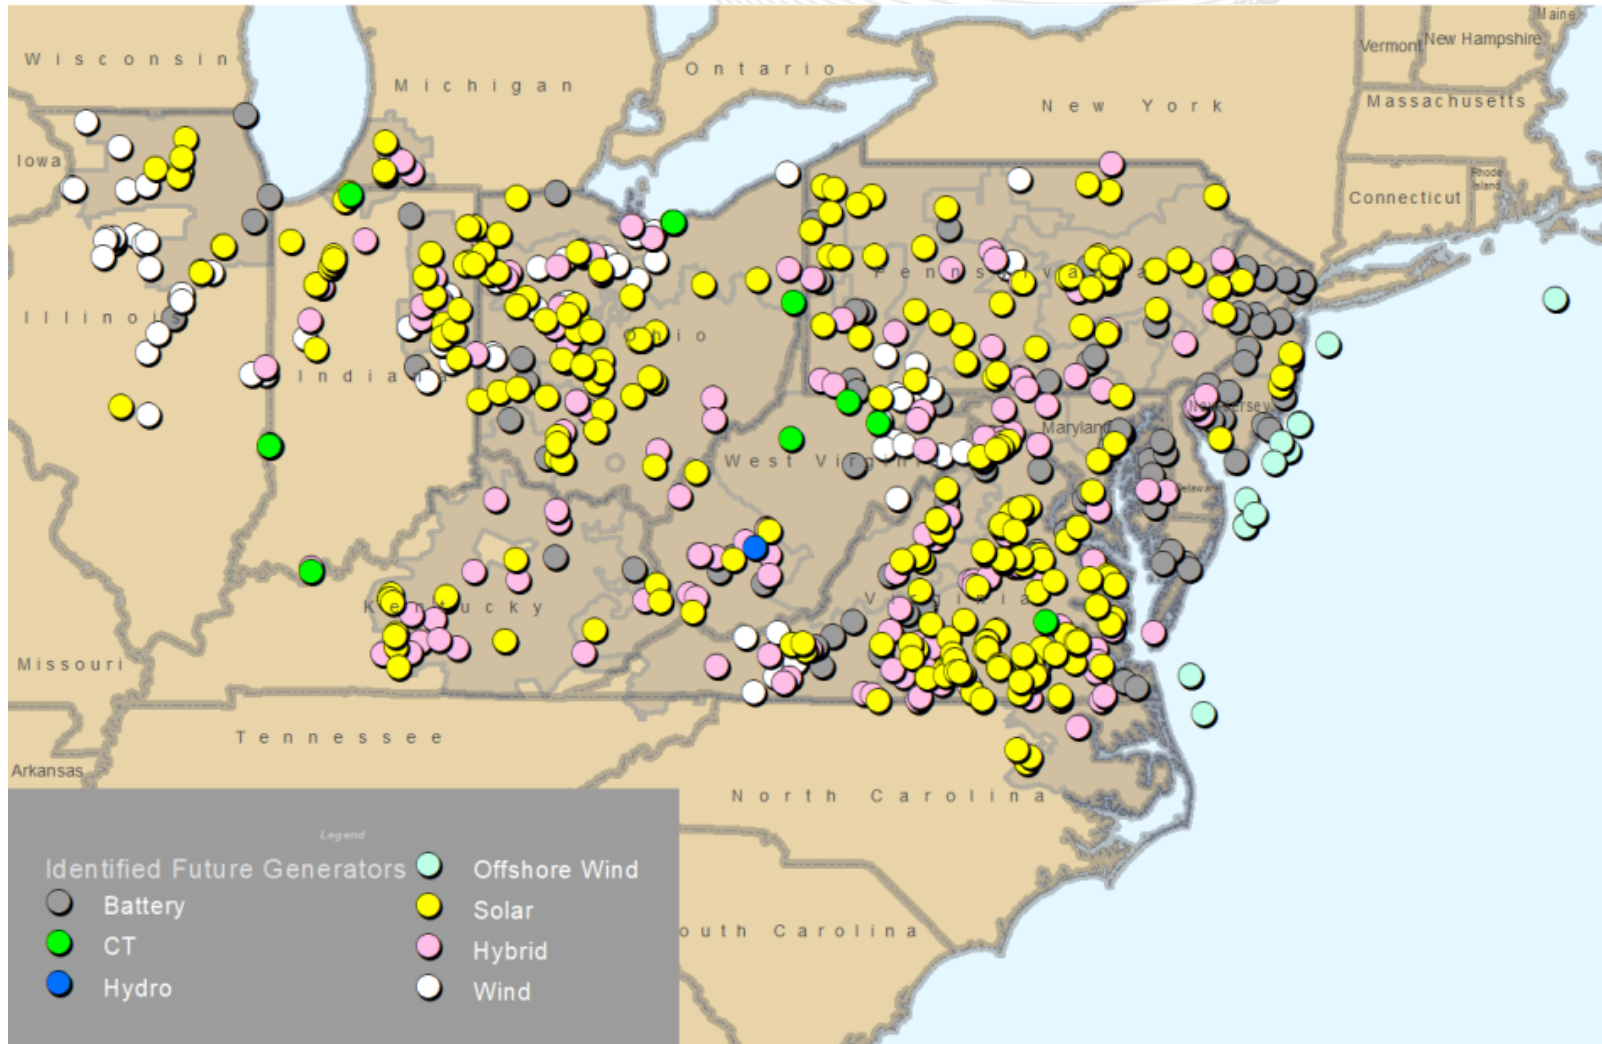 Maine
Vermont
New Hampshire
Wisconsin
Ontario
Michigan
New York
Massachusetts
Iowa
Rhode
Island
Connecticut
Pennsylvania
Illinois
Ohio
Indiana
New Jersey
Maryland
West Virginia
Delaware
Kentucky
Virginia
Missouri
Tennessee
Arkansas
North Carolina
outh Carolina
Legend
Identified Future Generators
Battery
CT
Hydro
Offshore Wind
Solar
Hybrid
Wind